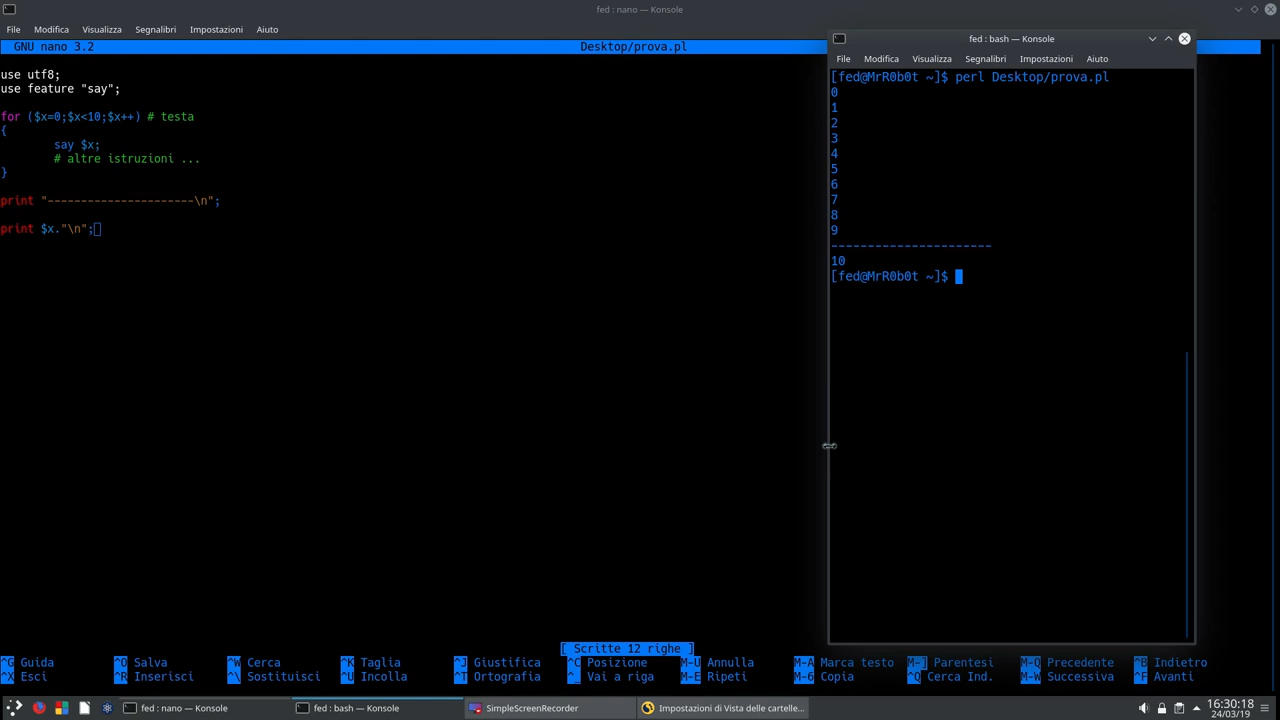 fed : nano — Konsole
File Modifica Visualizza Segnalibri Impostazioni Aiuto
GNU nano 3.2 Desktop/prova.pl
use utf8;
use feature "say";
for ($x=0;$x<10;$x++) # testa
{
say $x;
# altre istruzioni ...
}
print "----------------------\n";
print $x."\n";
fed : bash — Konsole
File Modifica Visualizza Segnalibri Impostazioni Aiuto
[fed@MrR0b0t ~]$ perl Desktop/prova.pl
0
1
2
3
4
5
6
7
8
9
----------------------
10
[fed@MrR0b0t ~]$
[ Scritte 12 righe ]
^G Guida ^O Salva ^W Cerca ^K Taglia ^J Giustifica ^C Posizione M-U Annulla M-A Marca testo M-] Parentesi M-Q Precedente ^B Indietro
^X Esci ^R Inserisci ^\ Sostituisci ^U Incolla ^T Ortografia ^_ Vai a riga M-E Ripeti M-6 Copia ^Q Cerca Ind. M-W Successiva ^F Avanti
fed : nano — Konsole fed : bash — Konsole SimpleScreenRecorder Impostazioni di Vista delle cartelle... 16:30:18
24/03/19